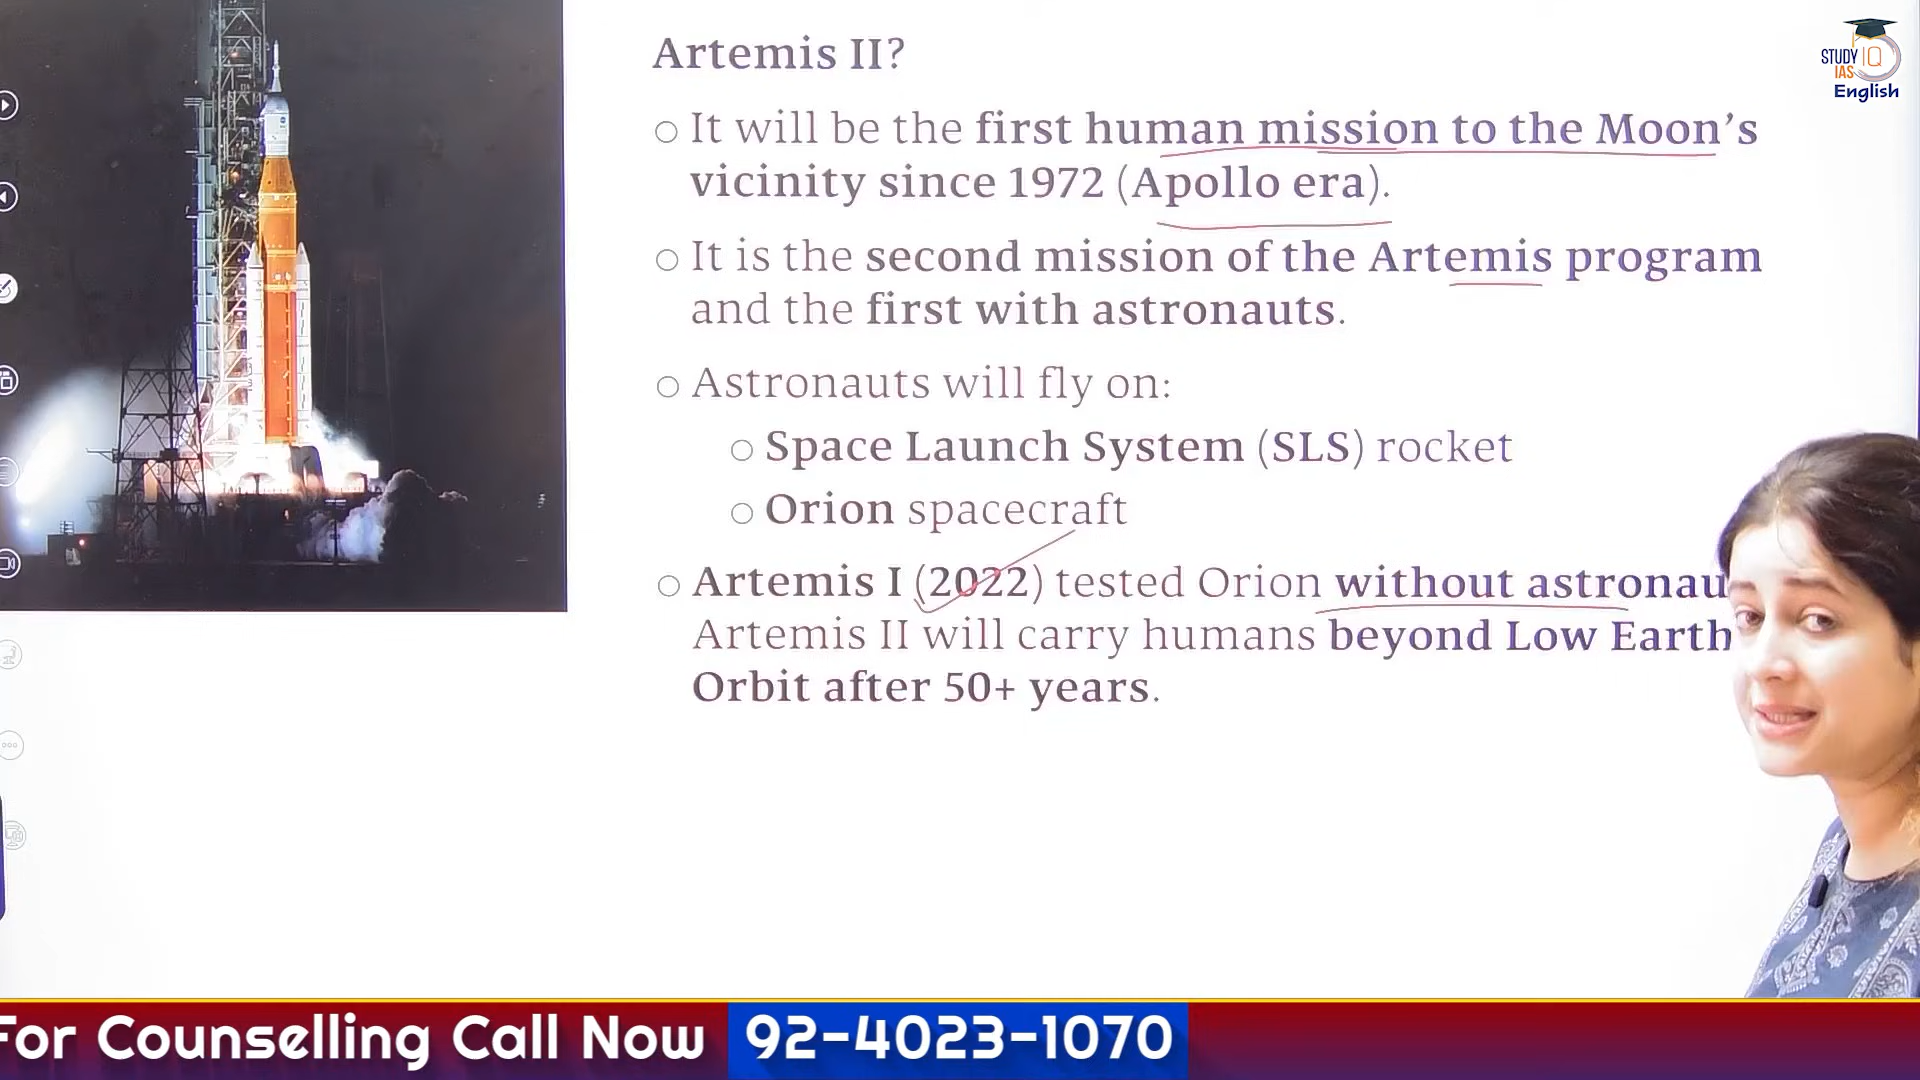 Artemis II?
STUDY IQ
IAS
English
○ It will be the first human mission to the Moon’s
vicinity since 1972 (Apollo era).
○ It is the second mission of the Artemis program
and the first with astronauts.
○ Astronauts will fly on:
○ Space Launch System (SLS) rocket
○ Orion spacecraft
○ Artemis I (2022) tested Orion without astronau
Artemis II will carry humans beyond Low Earth
Orbit after 50+ years.
For Counselling Call Now 92-4023-1070